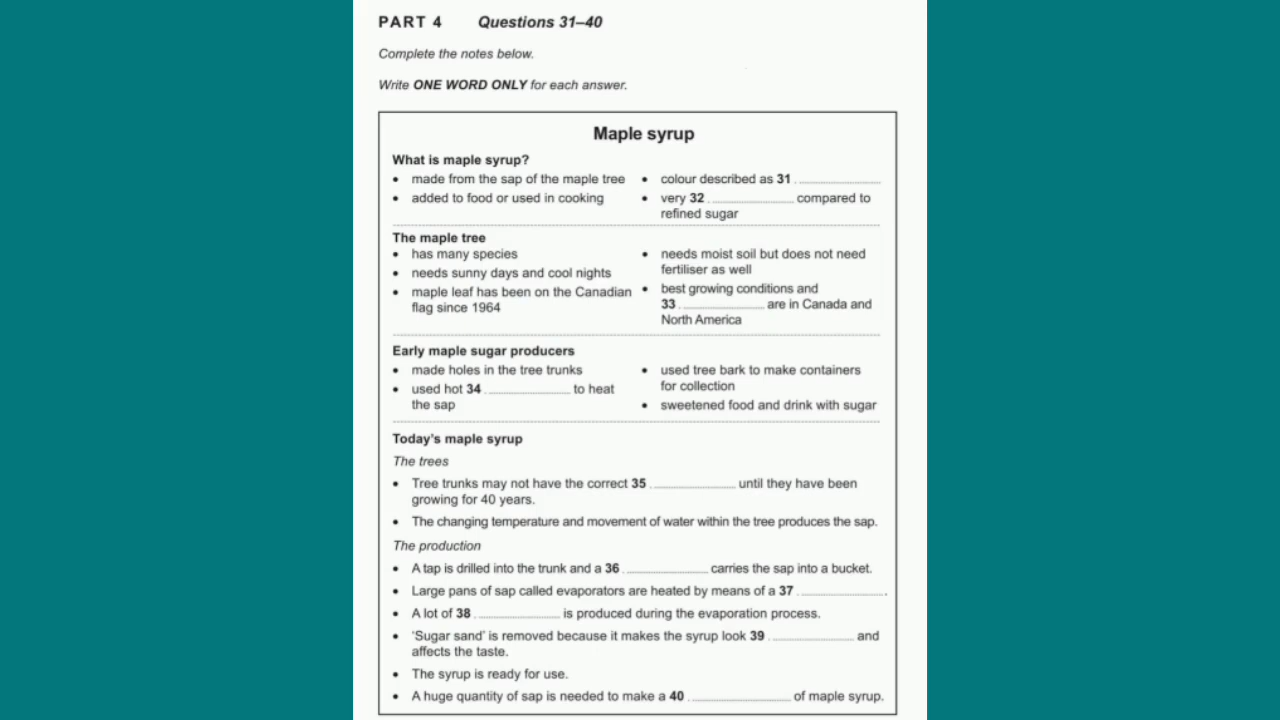 PART 4 Questions 31–40
Complete the notes below.
Write ONE WORD ONLY for each answer.
Maple syrup
What is maple syrup?
• made from the sap of the maple tree
• added to food or used in cooking
• colour described as 31 ....................
• very 32 .................... compared to
refined sugar
The maple tree
• has many species
• needs sunny days and cool nights
• maple leaf has been on the Canadian
flag since 1964
• needs moist soil but does not need
fertiliser as well
• best growing conditions and
33 .................... are in Canada and
North America
Early maple sugar producers
• made holes in the tree trunks
• used hot 34 .................... to heat
the sap
• used tree bark to make containers
for collection
• sweetened food and drink with sugar
Today's maple syrup
The trees
• Tree trunks may not have the correct 35 .................... until they have been
growing for 40 years.
• The changing temperature and movement of water within the tree produces the sap.
The production
• A tap is drilled into the trunk and a 36 .................... carries the sap into a bucket.
• Large pans of sap called evaporators are heated by means of a 37 .................... .
• A lot of 38 .................... is produced during the evaporation process.
• 'Sugar sand' is removed because it makes the syrup look 39 .................... and
affects the taste.
• The syrup is ready for use.
• A huge quantity of sap is needed to make a 40 .................... of maple syrup.